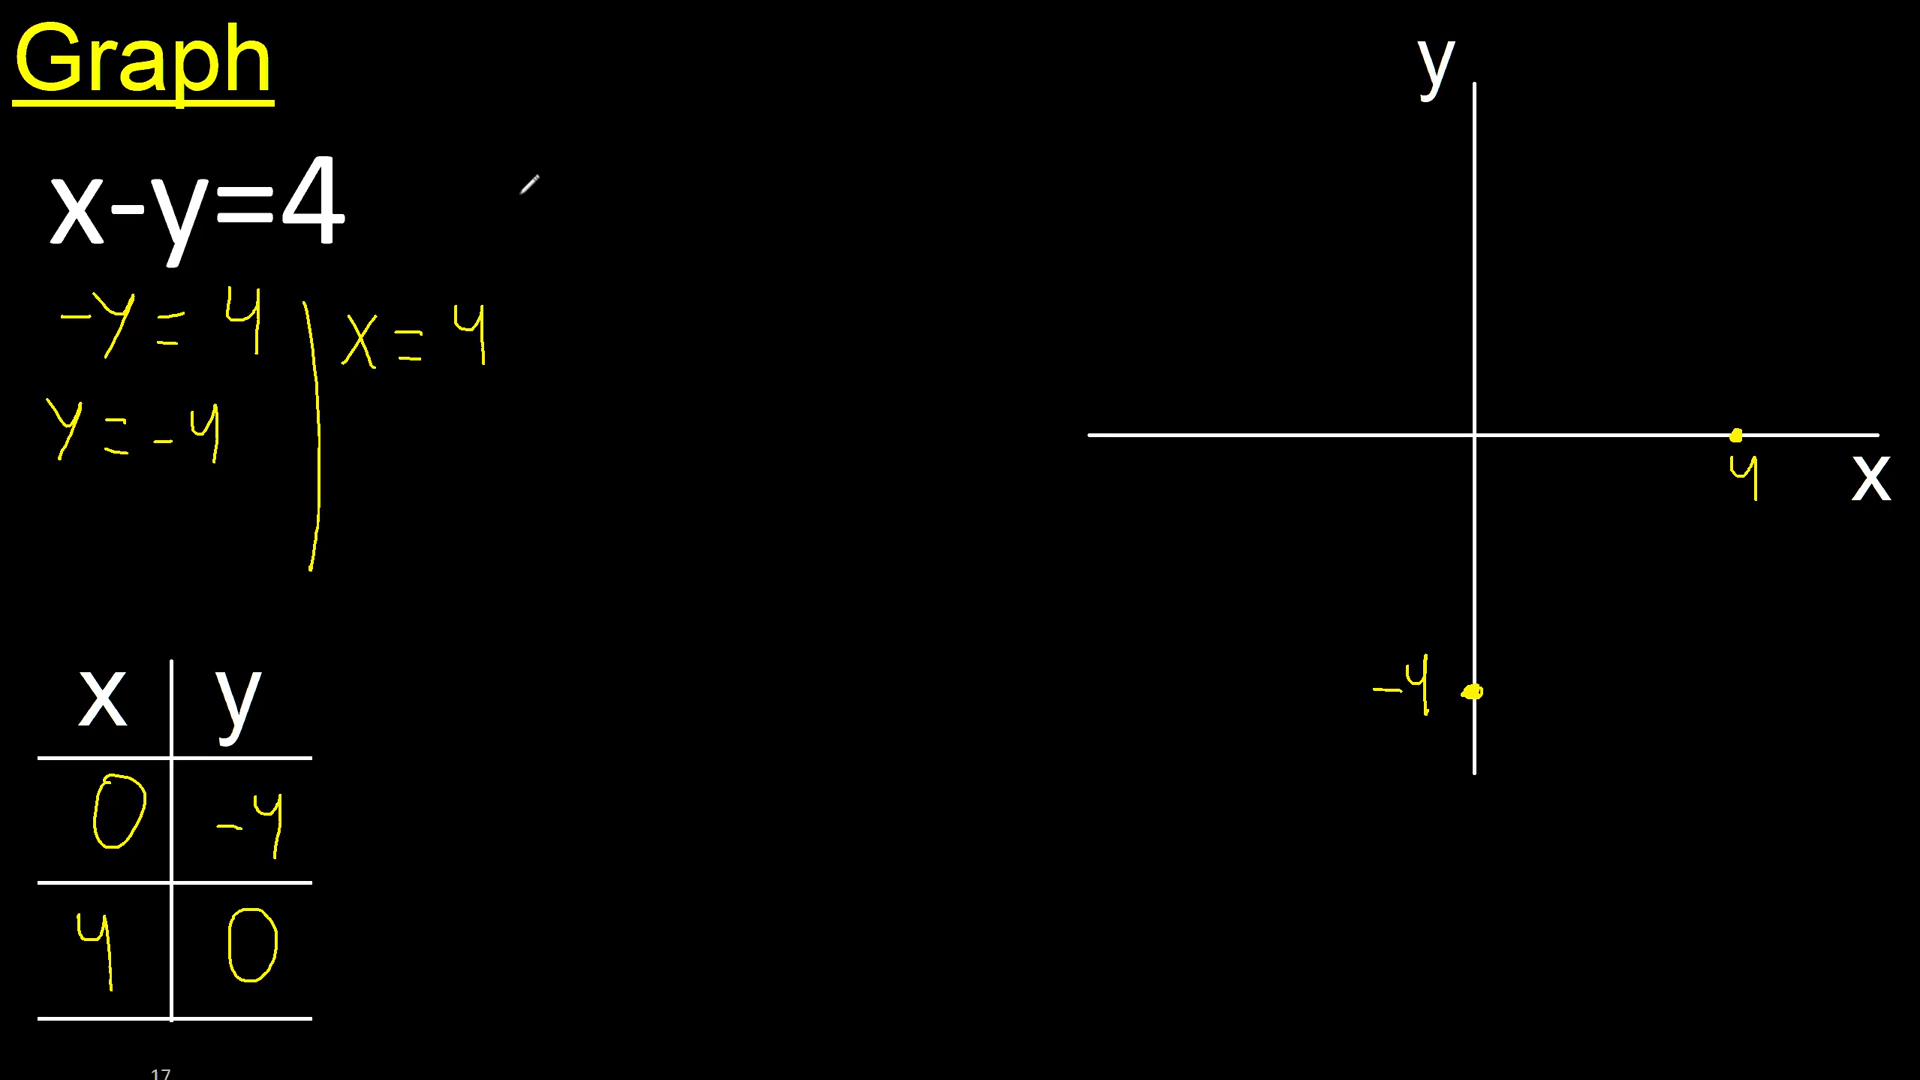 Graph
x-y=4
-y = 4
x = 4
y = -4
x y
0 -4
4 0
17
y
4
x
-4